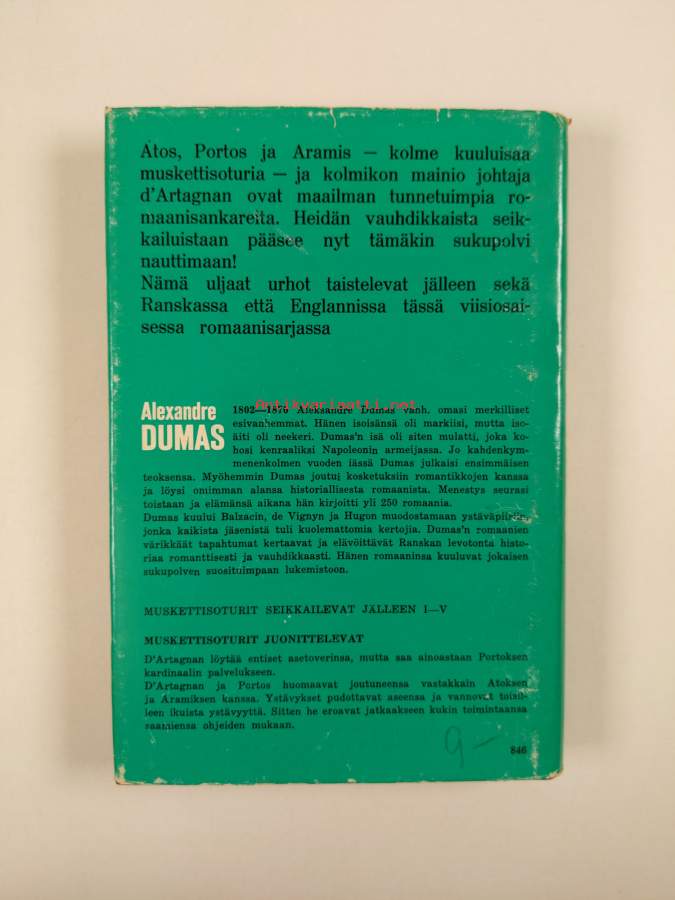 Atos, Portos ja Aramis — kolme kuuluisaa
muskettisoturia — ja kolmikon mainio johtaja
d'Artagnan ovat maailman tunnetuimpia ro-
maanisankareita. Heidän vauhdikkaista seik-
kailuistaan pääsee nyt tämäkin sukupolvi
nauttimaan!
Nämä uljaat urhot taistelevat jälleen sekä
Ranskassa että Englannissa tässä viisiosai-
sessa romaanisarjassa
Antikvariaatti.net
Alexandre
DUMAS
1802—1870 Aleksandre Dumas vanh. omasi merkilliset
esivanhemmat. Hänen isoisänsä oli markiisi, mutta iso-
äiti oli neekeri. Dumas'n isä oli siten mulatti, joka ko-
hosi kenraaliksi Napoleonin armeijassa. Jo kahdenkym-
menenkolmen vuoden iässä Dumas julkaisi ensimmäisen
teoksensa. Myöhemmin Dumas joutui kosketuksiin romantikkojen kanssa
ja löysi omimman alansa historiallisesta romaanista. Menestys seurasi
toistaan ja elämänsä aikana hän kirjoitti yli 250 romaania.
Dumas kuului Balzacin, de Vignyn ja Hugon muodostamaan ystäväpiiriin,
jonka kaikista jäsenistä tuli kuolemattomia kertojia. Dumas'n romaanien
värikkäät tapahtumat kertaavat ja elävöittävät Ranskan levotonta histo-
riaa romanttisesti ja vauhdikkaasti. Hänen romaaninsa kuuluvat jokaisen
sukupolven suosituimpaan lukemistoon.
MUSKETTISOTURIT SEIKKAILEVAT JÄLLEEN I—V
MUSKETTISOTURIT JUONITTELEVAT
D'Artagnan löytää entiset asetoverinsa, mutta saa ainoastaan Portoksen
kardinaalin palvelukseen.
D'Artagnan ja Portos huomaavat joutuneensa vastakkain Atoksen
ja Aramiksen kanssa. Ystävykset pudottavat aseensa ja vannovat toisil-
leen ikuista ystävyyttä. Sitten he eroavat jatkaakseen kukin toimintaansa
saamiensa ohjeiden mukaan.
9—
846